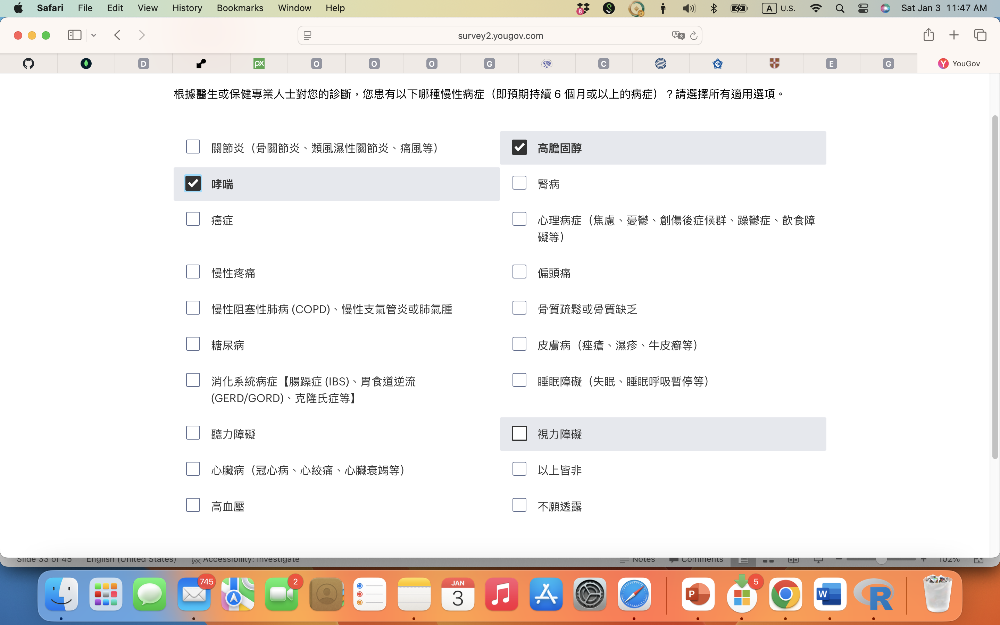 Safari File Edit View History Bookmarks Window Help 8 $ A U.S. Sat Jan 3 11:47 AM
survey2.yougov.com
D PX O O O G C E G Y YouGov
根據醫生或保健專業人士對您的診斷，您患有以下哪種慢性病症（即預期持續 6 個月或以上的病症）？請選擇所有適用選項。
關節炎（骨關節炎、類風濕性關節炎、痛風等）
高膽固醇
哮喘
腎病
癌症
心理病症（焦慮、憂鬱、創傷後症候群、躁鬱症、飲食障
礙等）
慢性疼痛
偏頭痛
慢性阻塞性肺病 (COPD)、慢性支氣管炎或肺氣腫
骨質疏鬆或骨質缺乏
糖尿病
皮膚病（痤瘡、濕疹、牛皮癬等）
消化系統病症【腸躁症 (IBS)、胃食道逆流
(GERD/GORD)、克隆氏症等】
睡眠障礙（失眠、睡眠呼吸暫停等）
聽力障礙
視力障礙
心臟病（冠心病、心絞痛、心臟衰竭等）
以上皆非
高血壓
不願透露
Slide 33 of 45 English (United States) Accessibility: Investigate Notes Comments 102%
745 2 JAN 3 P 5 W R